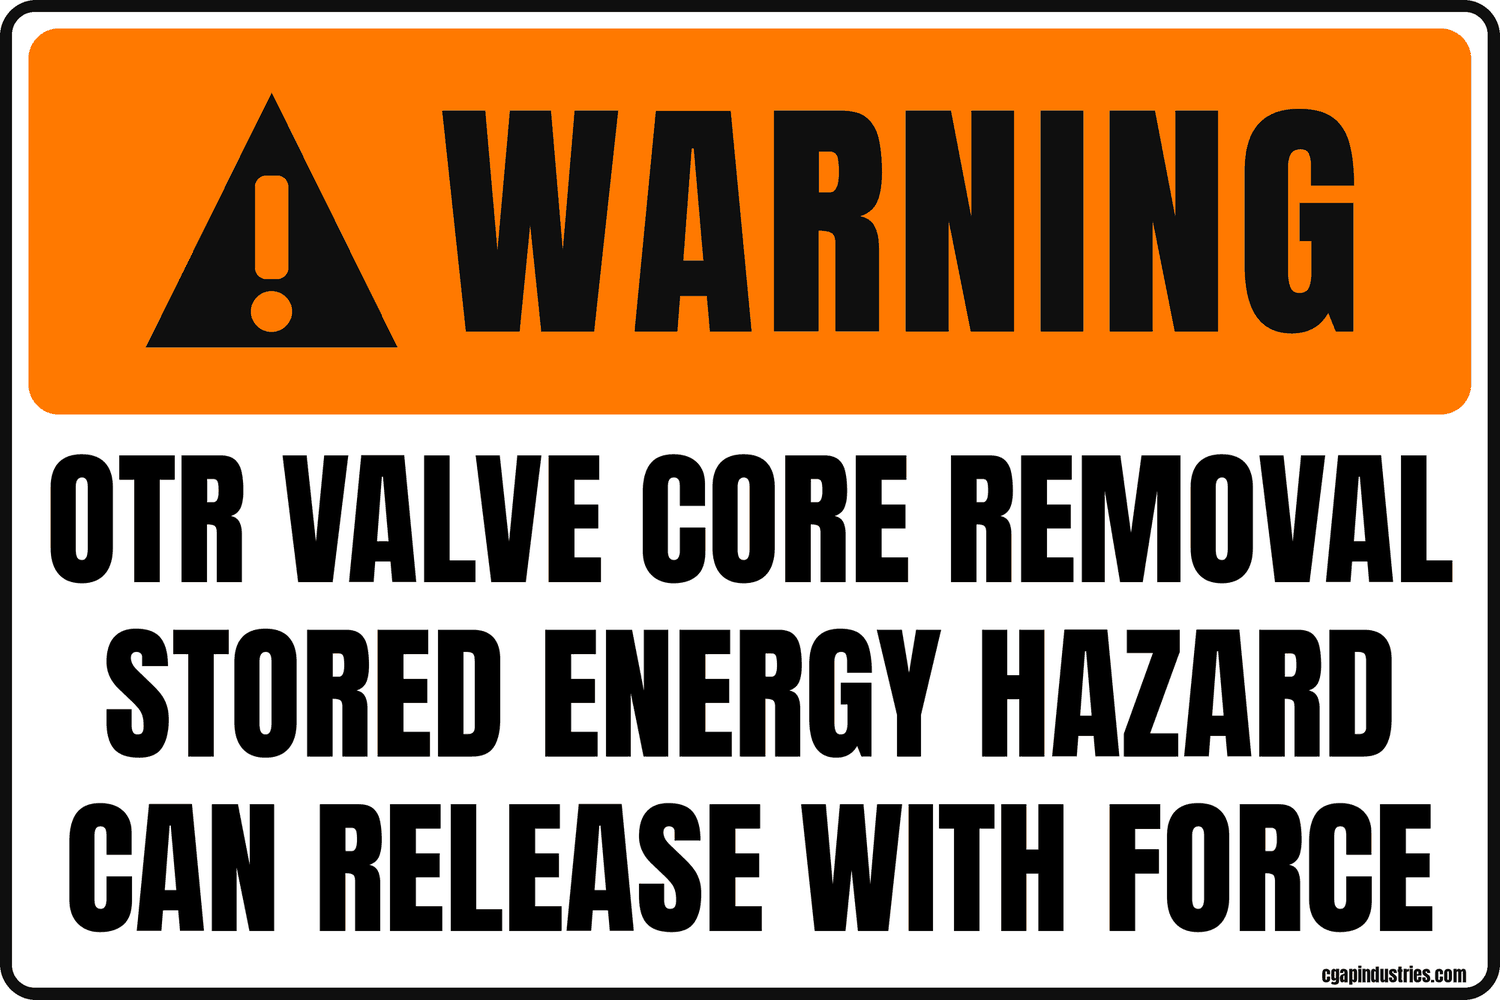 WARNING
OTR VALVE CORE REMOVAL
STORED ENERGY HAZARD
CAN RELEASE WITH FORCE
cgapindustries.com